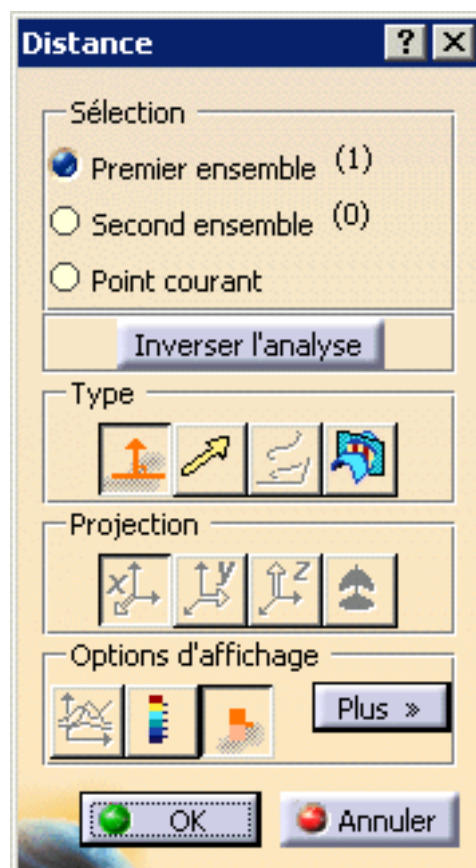 Distance
Sélection
Premier ensemble (1)
Second ensemble (0)
Point courant
Inverser l'analyse
Type
Projection
x y z
Options d'affichage
Plus »
OK Annuler